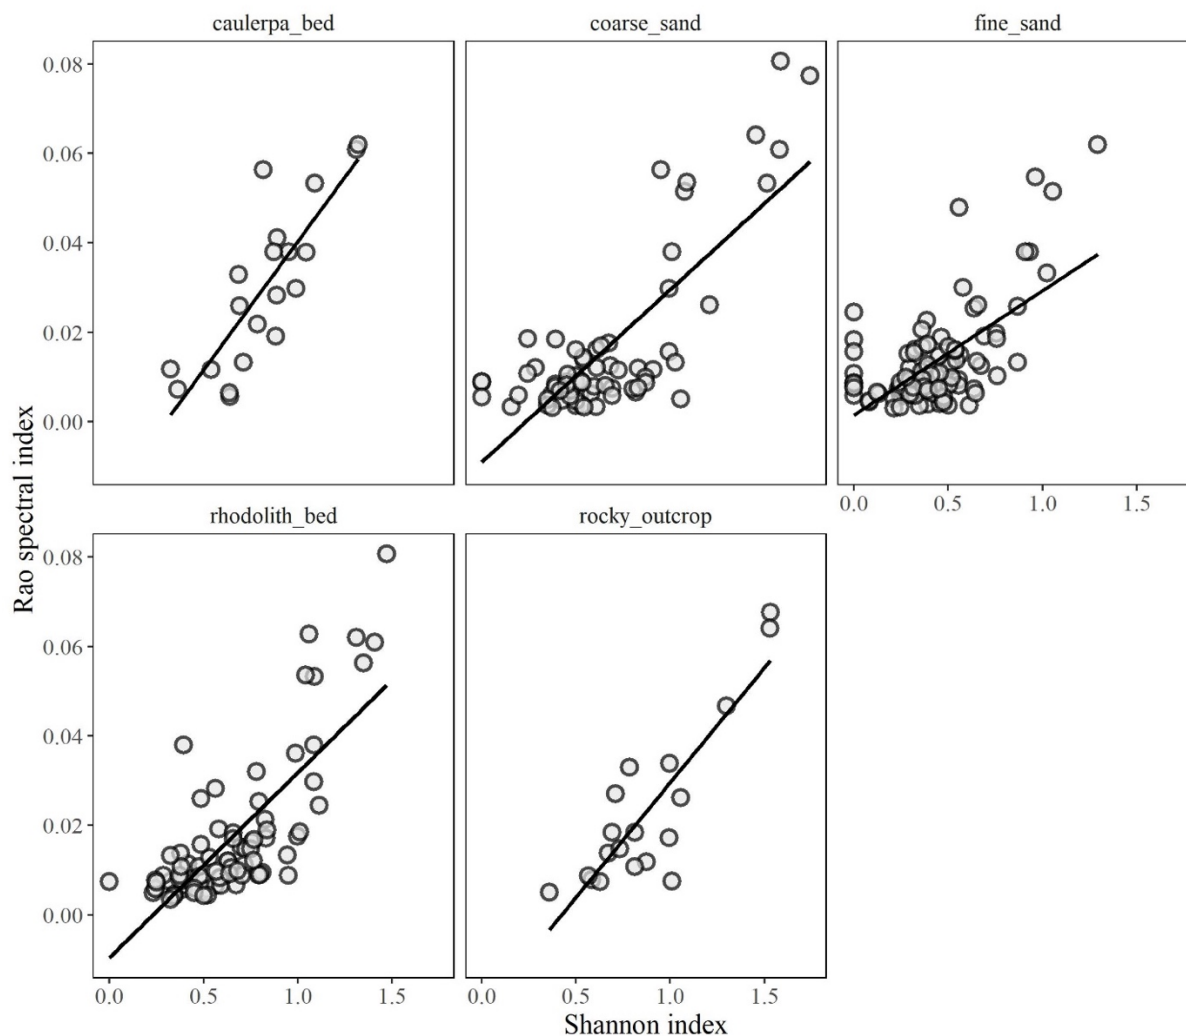 caulerpa_bed coarse_sand fine_sand
0.08
0.06
0.04
0.02
0.00
0.0 0.5 1.0 1.5
rhodolith_bed rocky_outcrop
0.08
0.06
0.04
0.02
0.00
0.0 0.5 1.0 1.5 0.0 0.5 1.0 1.5
Rao spectral index
Shannon index